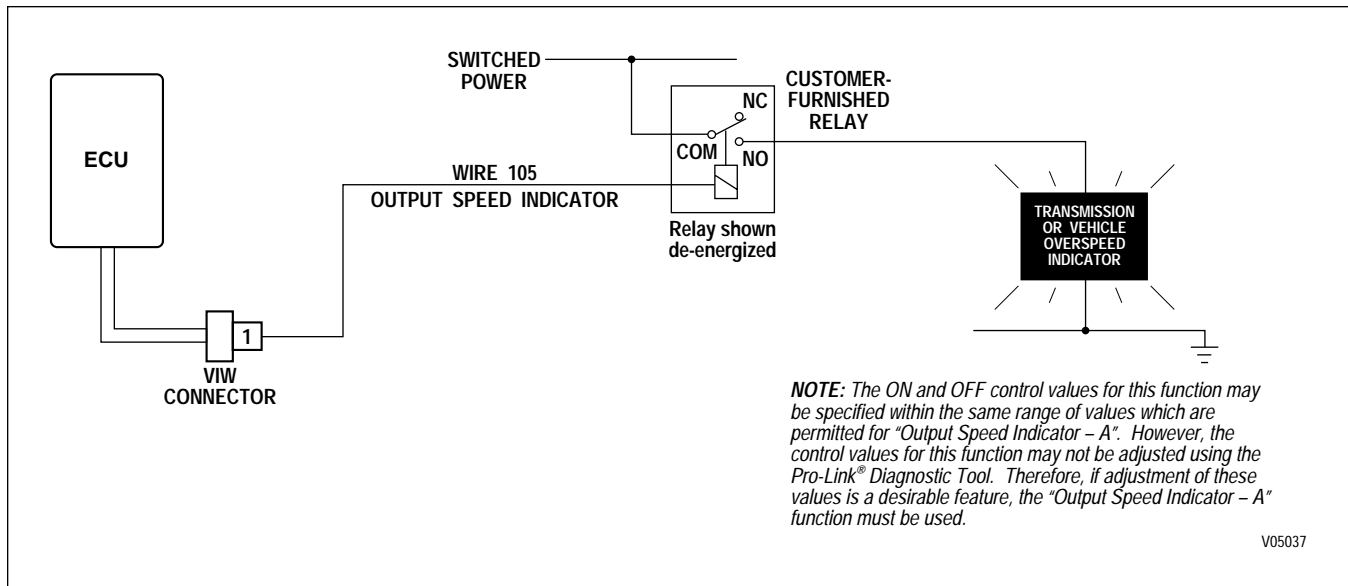 SWITCHED
POWER
CUSTOMER-
FURNISHED
RELAY
NC
COM
NO
ECU
WIRE 105
OUTPUT SPEED INDICATOR
Relay shown
de-energized
TRANSMISSION
OR VEHICLE
OVERSPEED
INDICATOR
1
VIW
CONNECTOR
NOTE: The ON and OFF control values for this function may
be specified within the same range of values which are
permitted for “Output Speed Indicator – A”. However, the
control values for this function may not be adjusted using the
Pro-Link® Diagnostic Tool. Therefore, if adjustment of these
values is a desirable feature, the “Output Speed Indicator – A”
function must be used.
V05037